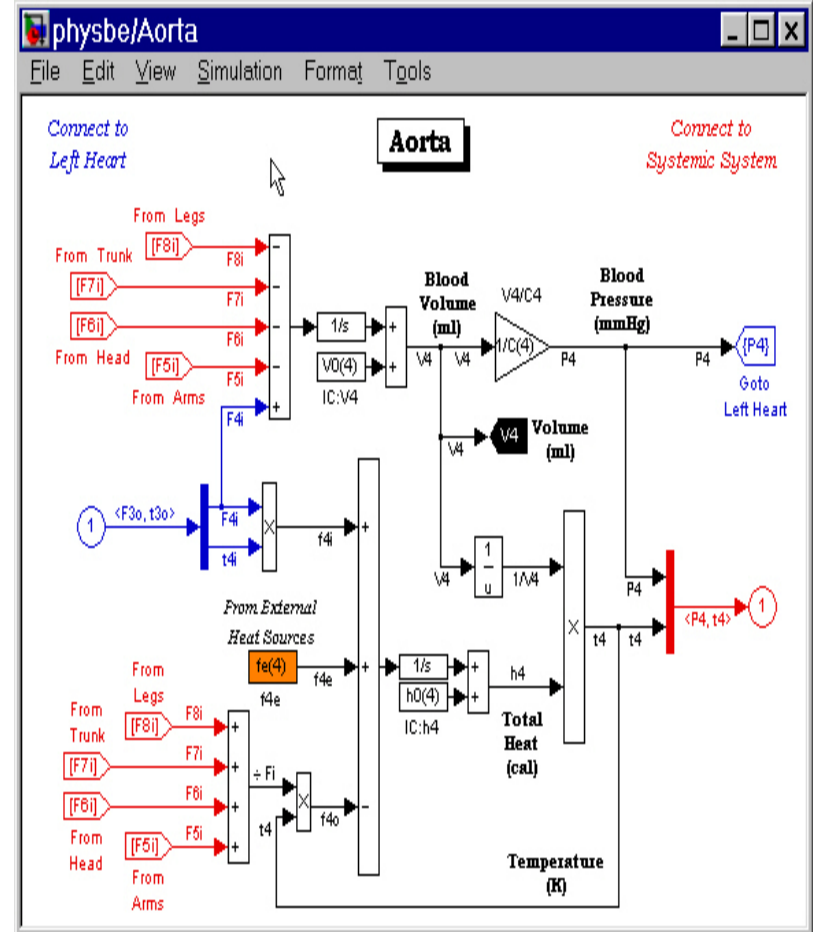 physbe/Aorta
File Edit View Simulation Format Tools
Connect to
Left Heart
Aorta
Connect to
Systemic System
From Legs
[F8i]
F8i
−
From Trunk
[F7i]
F7i
−
[F6i]
F6i
−
From Head
[F5i]
F5i
−
From Arms
F4i
+
1/s
V0(4)
IC:V4
+
+
Blood
Volume
(ml)
V4
V4
V4/C4
1/C(4)
P4
Blood
Pressure
(mmHg)
P4
{P4}
Goto
Left Heart
V4
V4
Volume
(ml)
1
<F3o, t3o>
F4i
t4i
×
f4i
+
V4
1
u
1/V4
×
P4
t4
t4
<P4, t4>
1
From External
Heat Sources
fe(4)
f4e
f4e
+
1/s
h0(4)
IC:h4
+
+
h4
Total
Heat
(cal)
From
Legs
[F8i]
F8i
+
From
Trunk
[F7i]
F7i
+
[F6i]
F6i
+
From
Head
[F5i]
F5i
+
From
Arms
÷ Fi
t4
×
f4o
−
Temperature
(K)